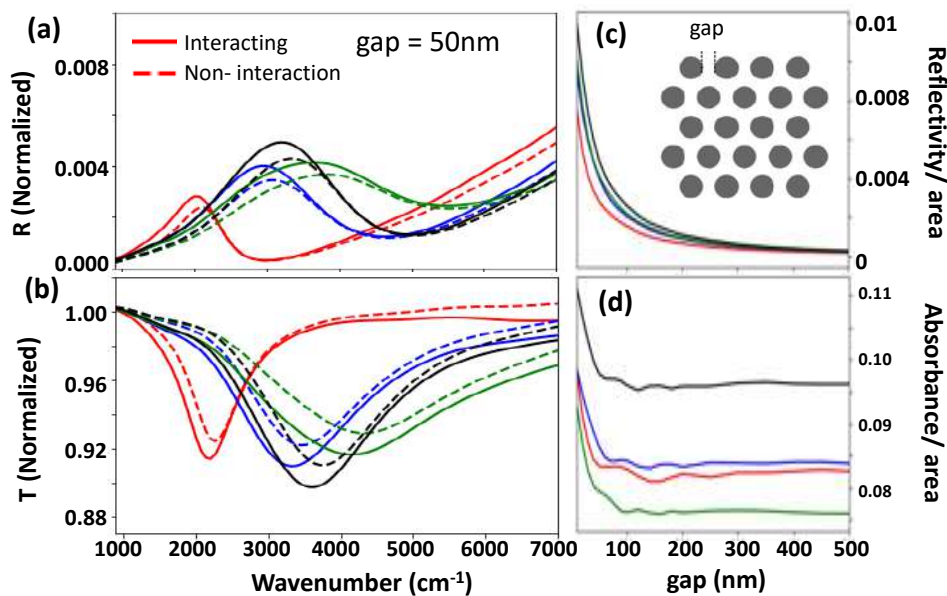 (a)
Interacting
Non- interaction
gap = 50nm
R (Normalized)
0.008
0.004
0.000
(b)
T (Normalized)
1.00
0.96
0.92
0.88
1000 2000 3000 4000 5000 6000 7000
Wavenumber (cm⁻¹)
(c)
gap
Reflectivity/ area
0.01
0.008
0.004
0
(d)
Absorbance/ area
0.11
0.10
0.09
0.08
100 200 300 400 500
gap (nm)